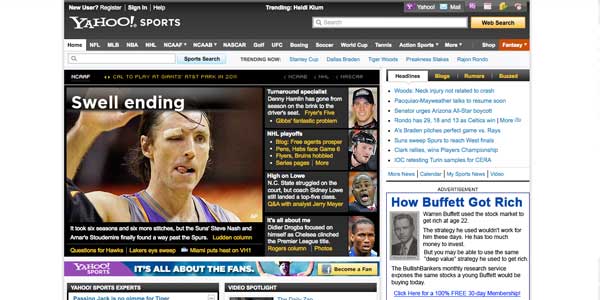 New User? Register | Sign In | Help
Trending: Heidi Klum
Yahoo!
Mail
YAHOO! SPORTS
Search
Web Search
Home NFL MLB NBA NHL NCAAF NCAAB NASCAR Golf UFC Boxing Soccer World Cup Tennis Action Sports More Shop Fantasy
Sports Search
TRENDING NOW: Stanley Cup Dallas Braden Tiger Woods Preakness Stakes Rajon Rondo
NCAAF CAL TO PLAY AT GIANTS' AT&T PARK IN 2011 NCAAB NHL NASCAR
Swell ending
AP
It took six stitches and six more stitches, but the Suns' Steve Nash and
Amar'e Stoudemire finally found a way past the Spurs. Ludden column
Questions for Hawks | Lakers eye sweep
Miami puts heat on VH1
Turnaround specialist
Denny Hamlin has gone from
season on the brink to the
driver's seat. Fryer's Five
• Gibbs' fantastic problem
NHL playoffs
• Blog: Free agents prosper
• Pens, Habs face Game 6
• Flyers, Bruins hobbled
• Series pages | More
High on Lowe
N.C. State struggled on the
court, but coach Sidney Lowe
still landed a top-five class.
Q&A with analyst Jerry Meyer
It's all about me
Didier Drogba focused on
himself as Chelsea clinched
the Premier League title.
Rogers column • Photos
YAHOO! SPORTS IT'S ALL ABOUT THE FANS. Become a Fan
YAHOO! SPORTS EXPERTS
Passing Jack is no gimme for Tiger
VIDEO SPOTLIGHT
The Daily Zap
Headlines Blogs Rumors Buzzed
• Woods: Neck injury not related to crash
• Pacquiao-Mayweather talks to resume soon
• Senator urges Arizona All-Star boycott
• Rondo has 29, 18 and 13 as Celtics win | More
• A's Braden pitches perfect game vs. Rays
• Suns sweep Spurs to reach West finals
• Clark rallies, wins Players Championship
• IOC retesting Turin samples for CERA
More News | Calendar | My Sports News | Video
ADVERTISEMENT
How Buffett Got Rich
Warren Buffett used the stock market to
get rich at age 22.
The strategy he used wouldn't work for
him these days. He has too much
money to invest.
But you may be able to use the same
"deep value" strategy he used to get rich.
The BullishBankers monthly research service
exposes the same stocks a young Buffett would be
buying today.
Click Here for a 100% FREE 30-day Membership!